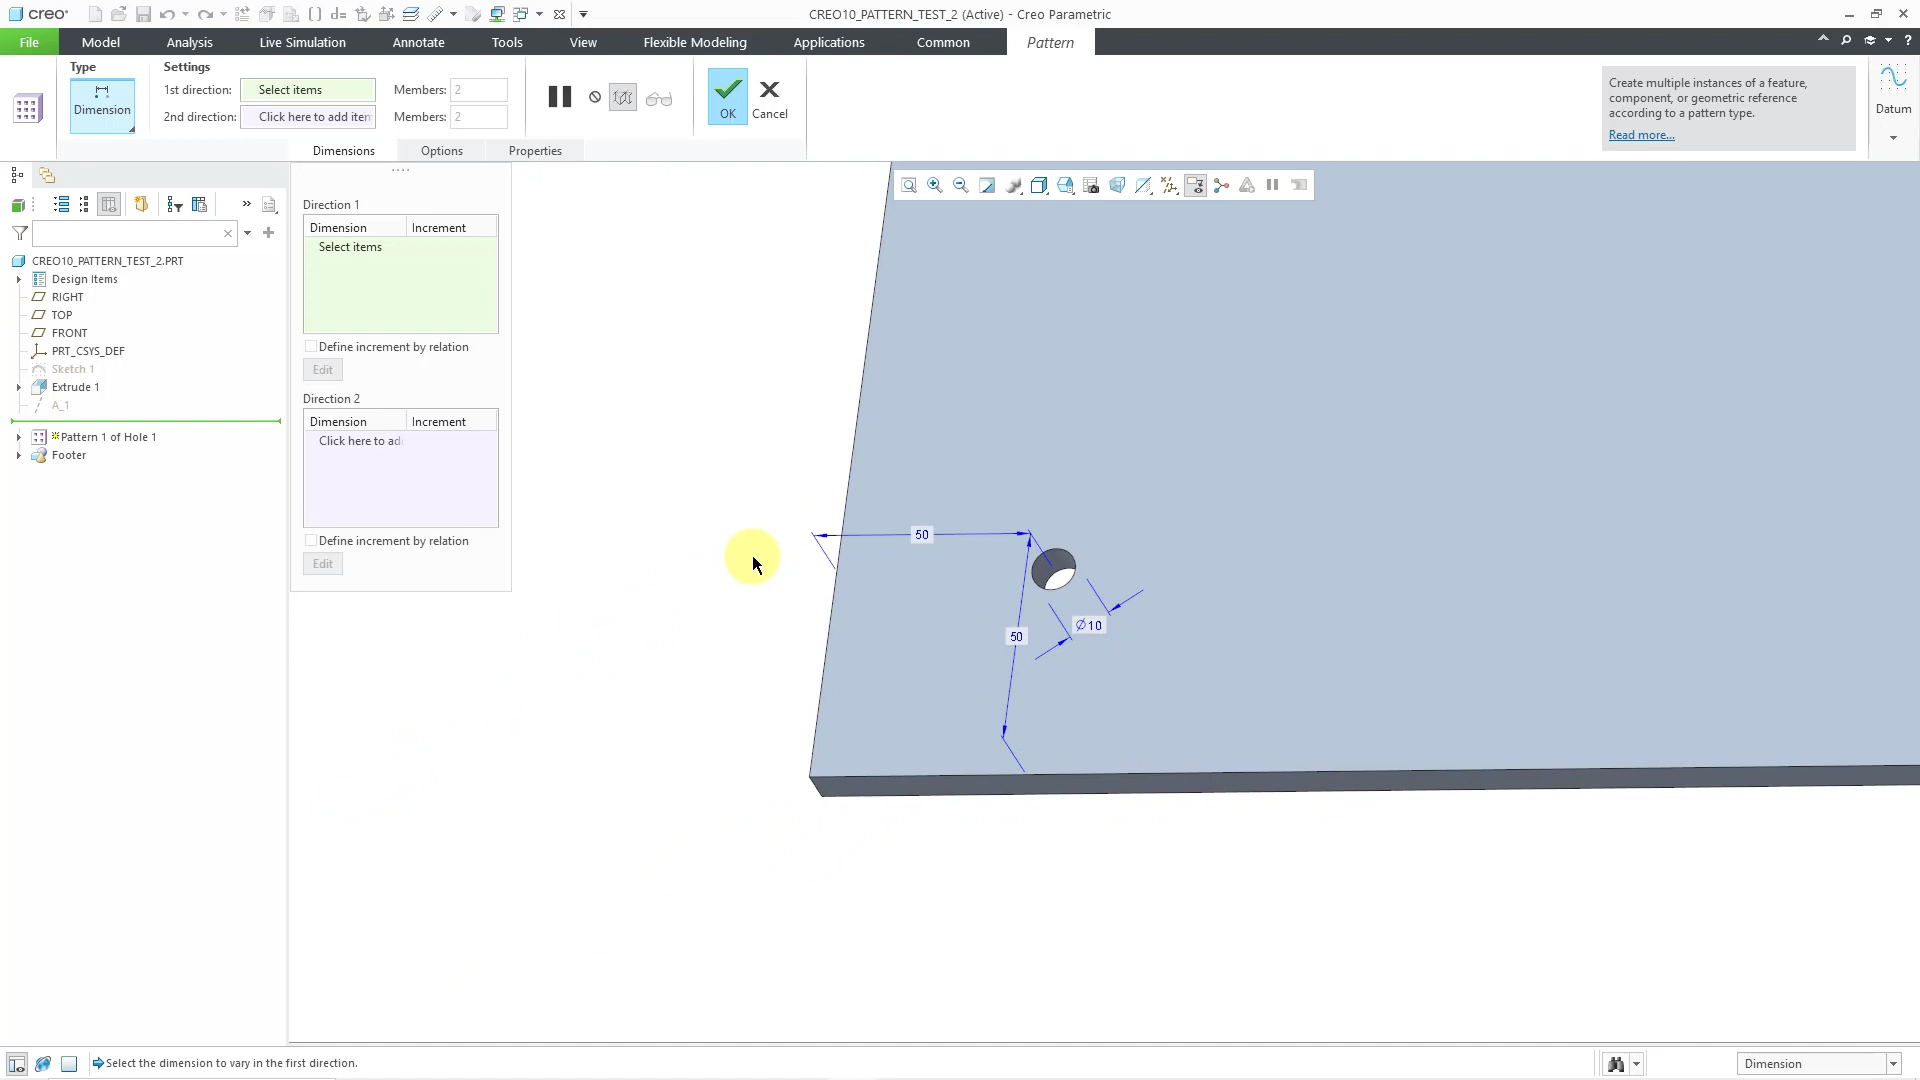 creo
CREO10_PATTERN_TEST_2 (Active) - Creo Parametric
File
Model
Analysis
Live Simulation
Annotate
Tools
View
Flexible Modeling
Applications
Common
Pattern
Type
Dimension
Settings
1st direction: Select items Members: 2
2nd direction: Click here to add iten Members: 2
OK
Cancel
Create multiple instances of a feature,
component, or geometric reference
according to a pattern type.
Read more...
Datum
Dimensions
Options
Properties
CREO10_PATTERN_TEST_2.PRT
Design Items
RIGHT
TOP
FRONT
PRT_CSYS_DEF
Sketch 1
Extrude 1
A_1
Pattern 1 of Hole 1
Footer
Direction 1
Dimension Increment
Select items
Define increment by relation
Edit
Direction 2
Dimension Increment
Click here to ad
Define increment by relation
Edit
50
50
Ø10
Select the dimension to vary in the first direction.
Dimension